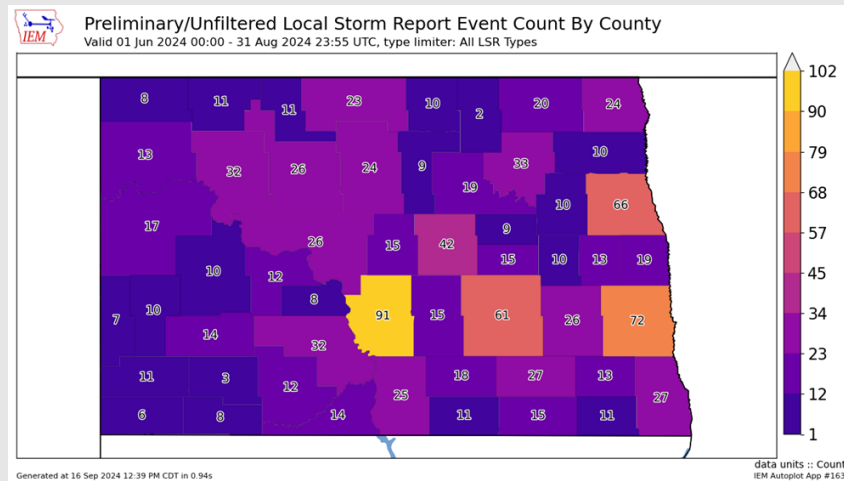 IEM
Preliminary/Unfiltered Local Storm Report Event Count By County
Valid 01 Jun 2024 00:00 - 31 Aug 2024 23:55 UTC, type limiter: All LSR Types
8 11 11 23 10 2 20 24
13 32 26 24 9 19 33 10
17 26 10 66
10 12 15 42 9 15 10 13 19
7 10 8 91 15 61 26 72
14 32
11 3 12 25 18 27 13 27
6 8 14 11 15 11
102
90
79
68
57
45
34
23
12
1
data units :: Count
Generated at 16 Sep 2024 12:39 PM CDT in 0.94s
IEM Autoplot App #163